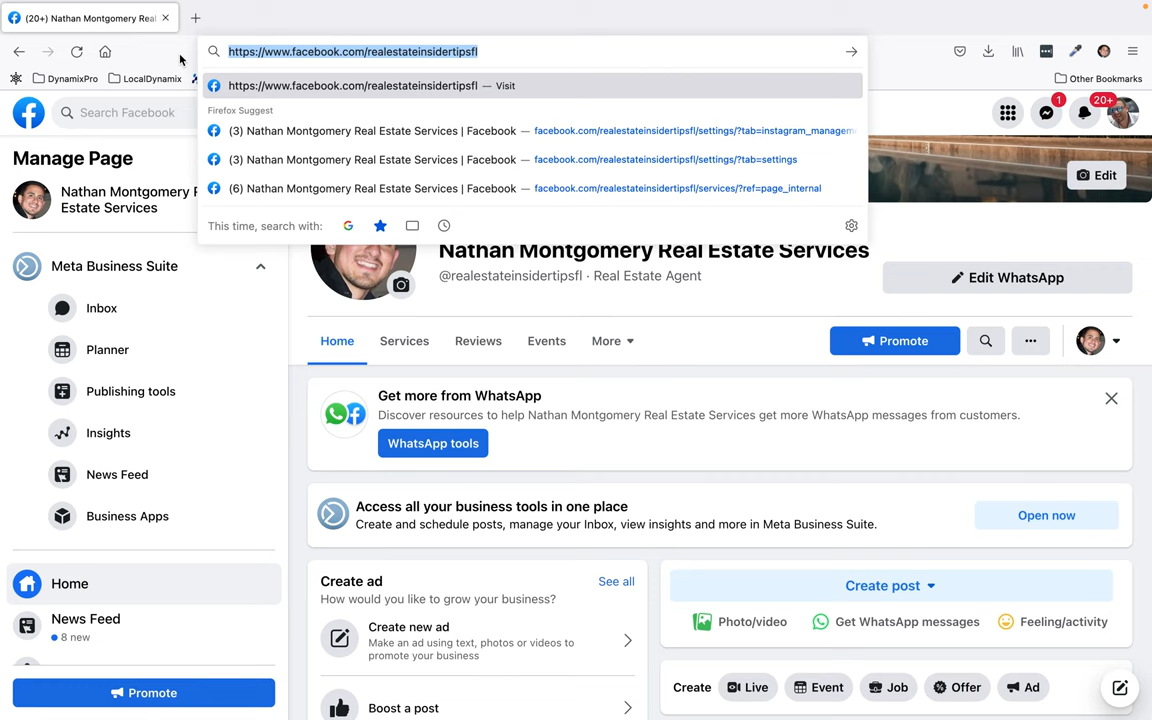 (20+) Nathan Montgomery Real
https://www.facebook.com/realestateinsidertipsfl
https://www.facebook.com/realestateinsidertipsfl — Visit
Firefox Suggest
(3) Nathan Montgomery Real Estate Services | Facebook — facebook.com/realestateinsidertipsfl/settings/?tab=instagram_managem
(3) Nathan Montgomery Real Estate Services | Facebook — facebook.com/realestateinsidertipsfl/settings/?tab=settings
(6) Nathan Montgomery Real Estate Services | Facebook — facebook.com/realestateinsidertipsfl/services/?ref=page_internal
This time, search with:
DynamixPro
LocalDynamix
Other Bookmarks
Search Facebook
1
20+
Manage Page
Nathan Montgomery R
Estate Services
Edit
Meta Business Suite
Inbox
Planner
Publishing tools
Insights
News Feed
Business Apps
Home
News Feed
8 new
Promote
Nathan Montgomery Real Estate Services
@realestateinsidertipsfl · Real Estate Agent
Edit WhatsApp
Home
Services
Reviews
Events
More
Promote
Get more from WhatsApp
Discover resources to help Nathan Montgomery Real Estate Services get more WhatsApp messages from customers.
WhatsApp tools
Access all your business tools in one place
Create and schedule posts, manage your Inbox, view insights and more in Meta Business Suite.
Open now
Create ad
See all
How would you like to grow your business?
Create new ad
Make an ad using text, photos or videos to
promote your business
Boost a post
Create post
Photo/video
Get WhatsApp messages
Feeling/activity
Create
Live
Event
Job
Offer
Ad